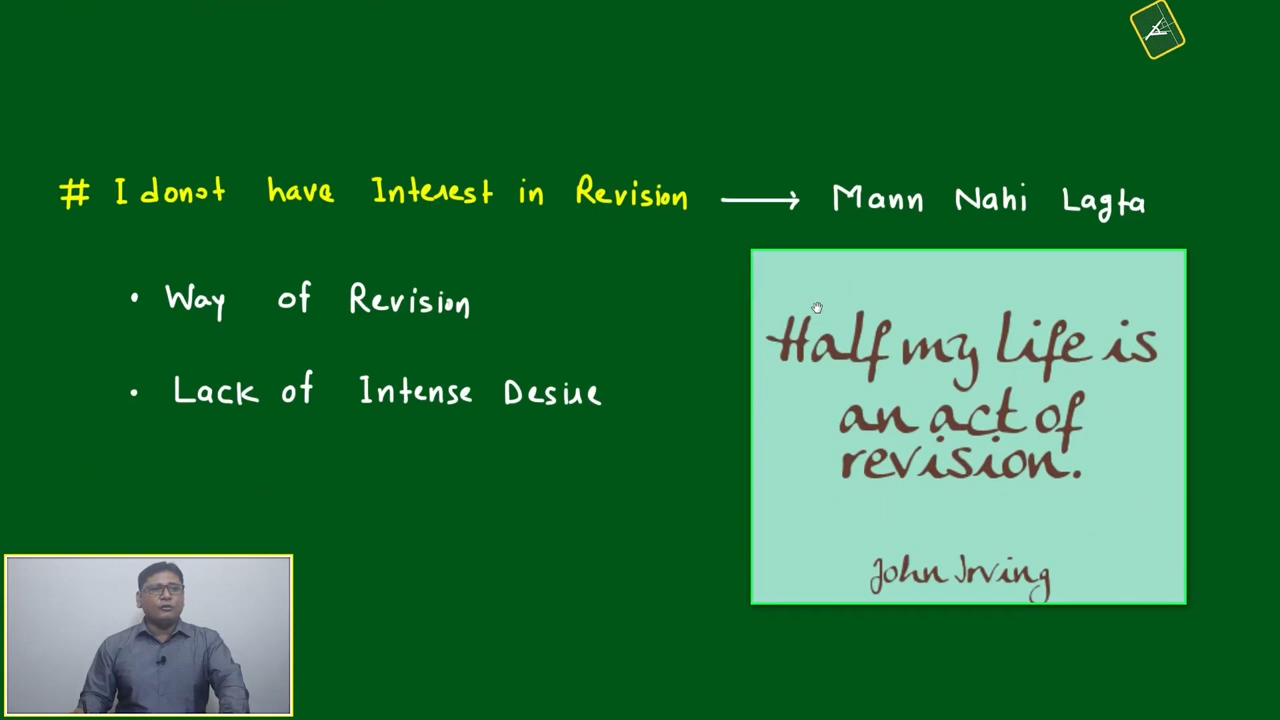 # I donot have Interest in Revision → Mann Nahi Lagta
• Way of Revision
• Lack of Intense Desire
Half my life is
an act of
revision.
John Irving